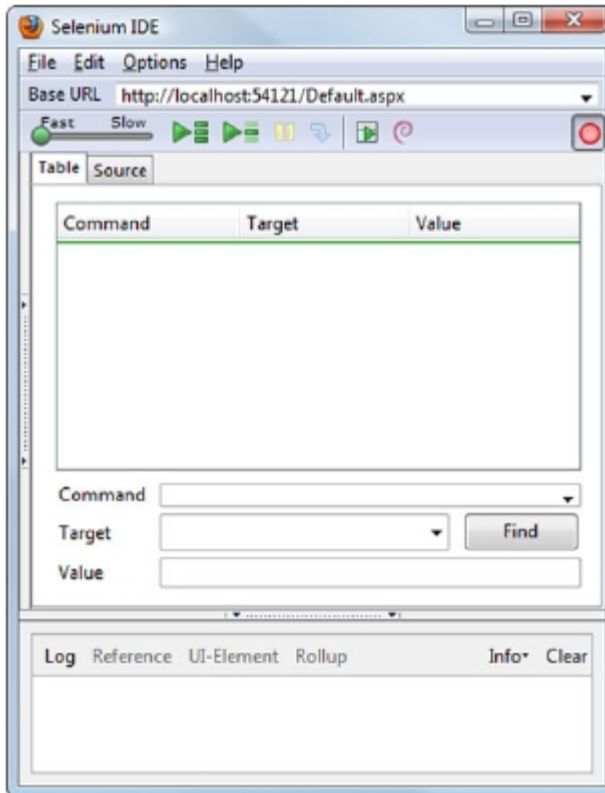 Selenium IDE
File Edit Options Help
Base URL http://localhost:54121/Default.aspx
Fast Slow
Table Source
Command Target Value
Command
Target Find
Value
Log Reference UI-Element Rollup Info Clear